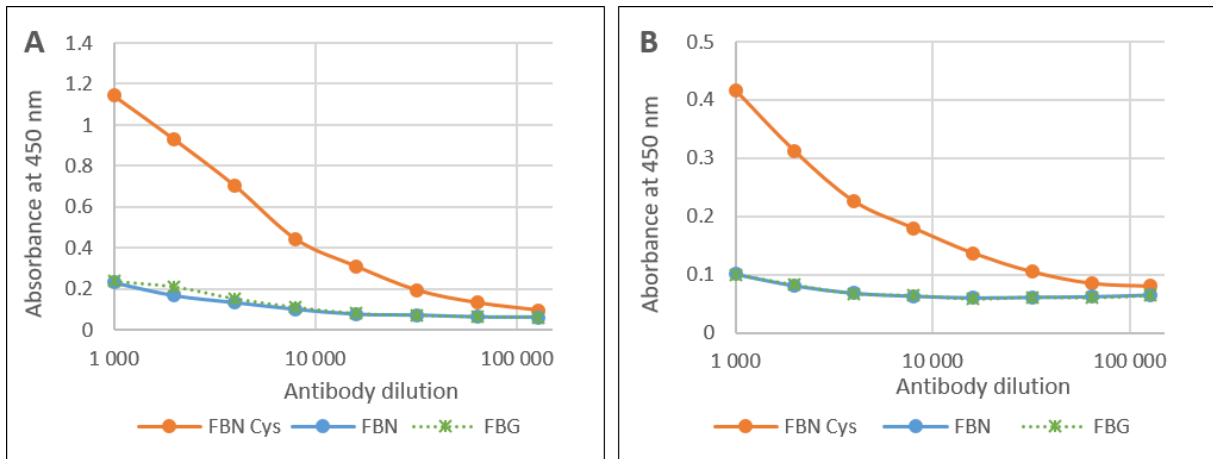 A
Absorbance at 450 nm
1.4
1.2
1
0.8
0.6
0.4
0.2
0
1 000
10 000
100 000
Antibody dilution
FBN Cys
FBN
FBG
B
Aborbance at 450 nm
0.5
0.4
0.3
0.2
0.1
0
1 000
10 000
100 000
Antibody dilution
FBN Cys
FBN
FBG